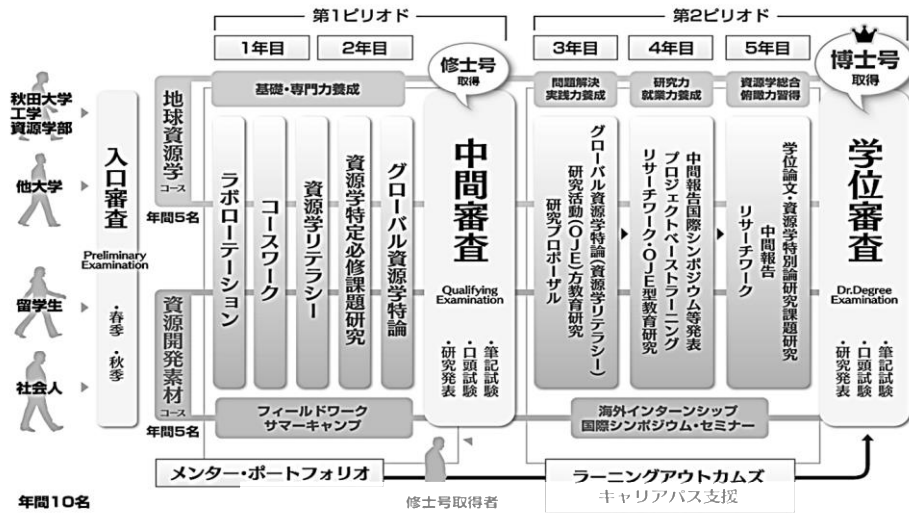 第1ピリオド
第2ピリオド
1年目
2年目
3年目
4年目
5年目
修士号
取得
博士号
取得
秋田大学
工学
資源学部
他大学
留学生
社会人
入口審査
Preliminary
Examination
・春季
・秋季
地球資源学
コース
年間5名
資源開発素材
コース
年間5名
基礎・専門力養成
ラボローテション
コースワーク
資源学リテラシー
資源学特定必修課題研究
グローバル資源学特論
フィールドワーク
サマーキャンプ
中間審査
Qualifying
Examination
・筆記試験
・口頭試験
・研究発表
問題解決
実践力養成
グローバル資源学特論(資源学リテラシー)
研究活動(OJE)方教育研究
研究プロポーザル
研究力
就業力養成
中間報告国際シンポジウム等発表
プロジェクトベーストラーニング
リサーチワーク・OJE型教育研究
資源学総合
俯瞰力習得
学位論文・資源学特別論研究課題研究
中間報告
リサーチワーク
海外インターンシップ
国際シンポジウム・セミナー
学位審査
Dr.Degree
Examination
・筆記試験
・口頭試験
・研究発表
メンター・ポートフォリオ
ラーニングアウトカムズ
キャリアパス支援
修士号取得者
年間10名